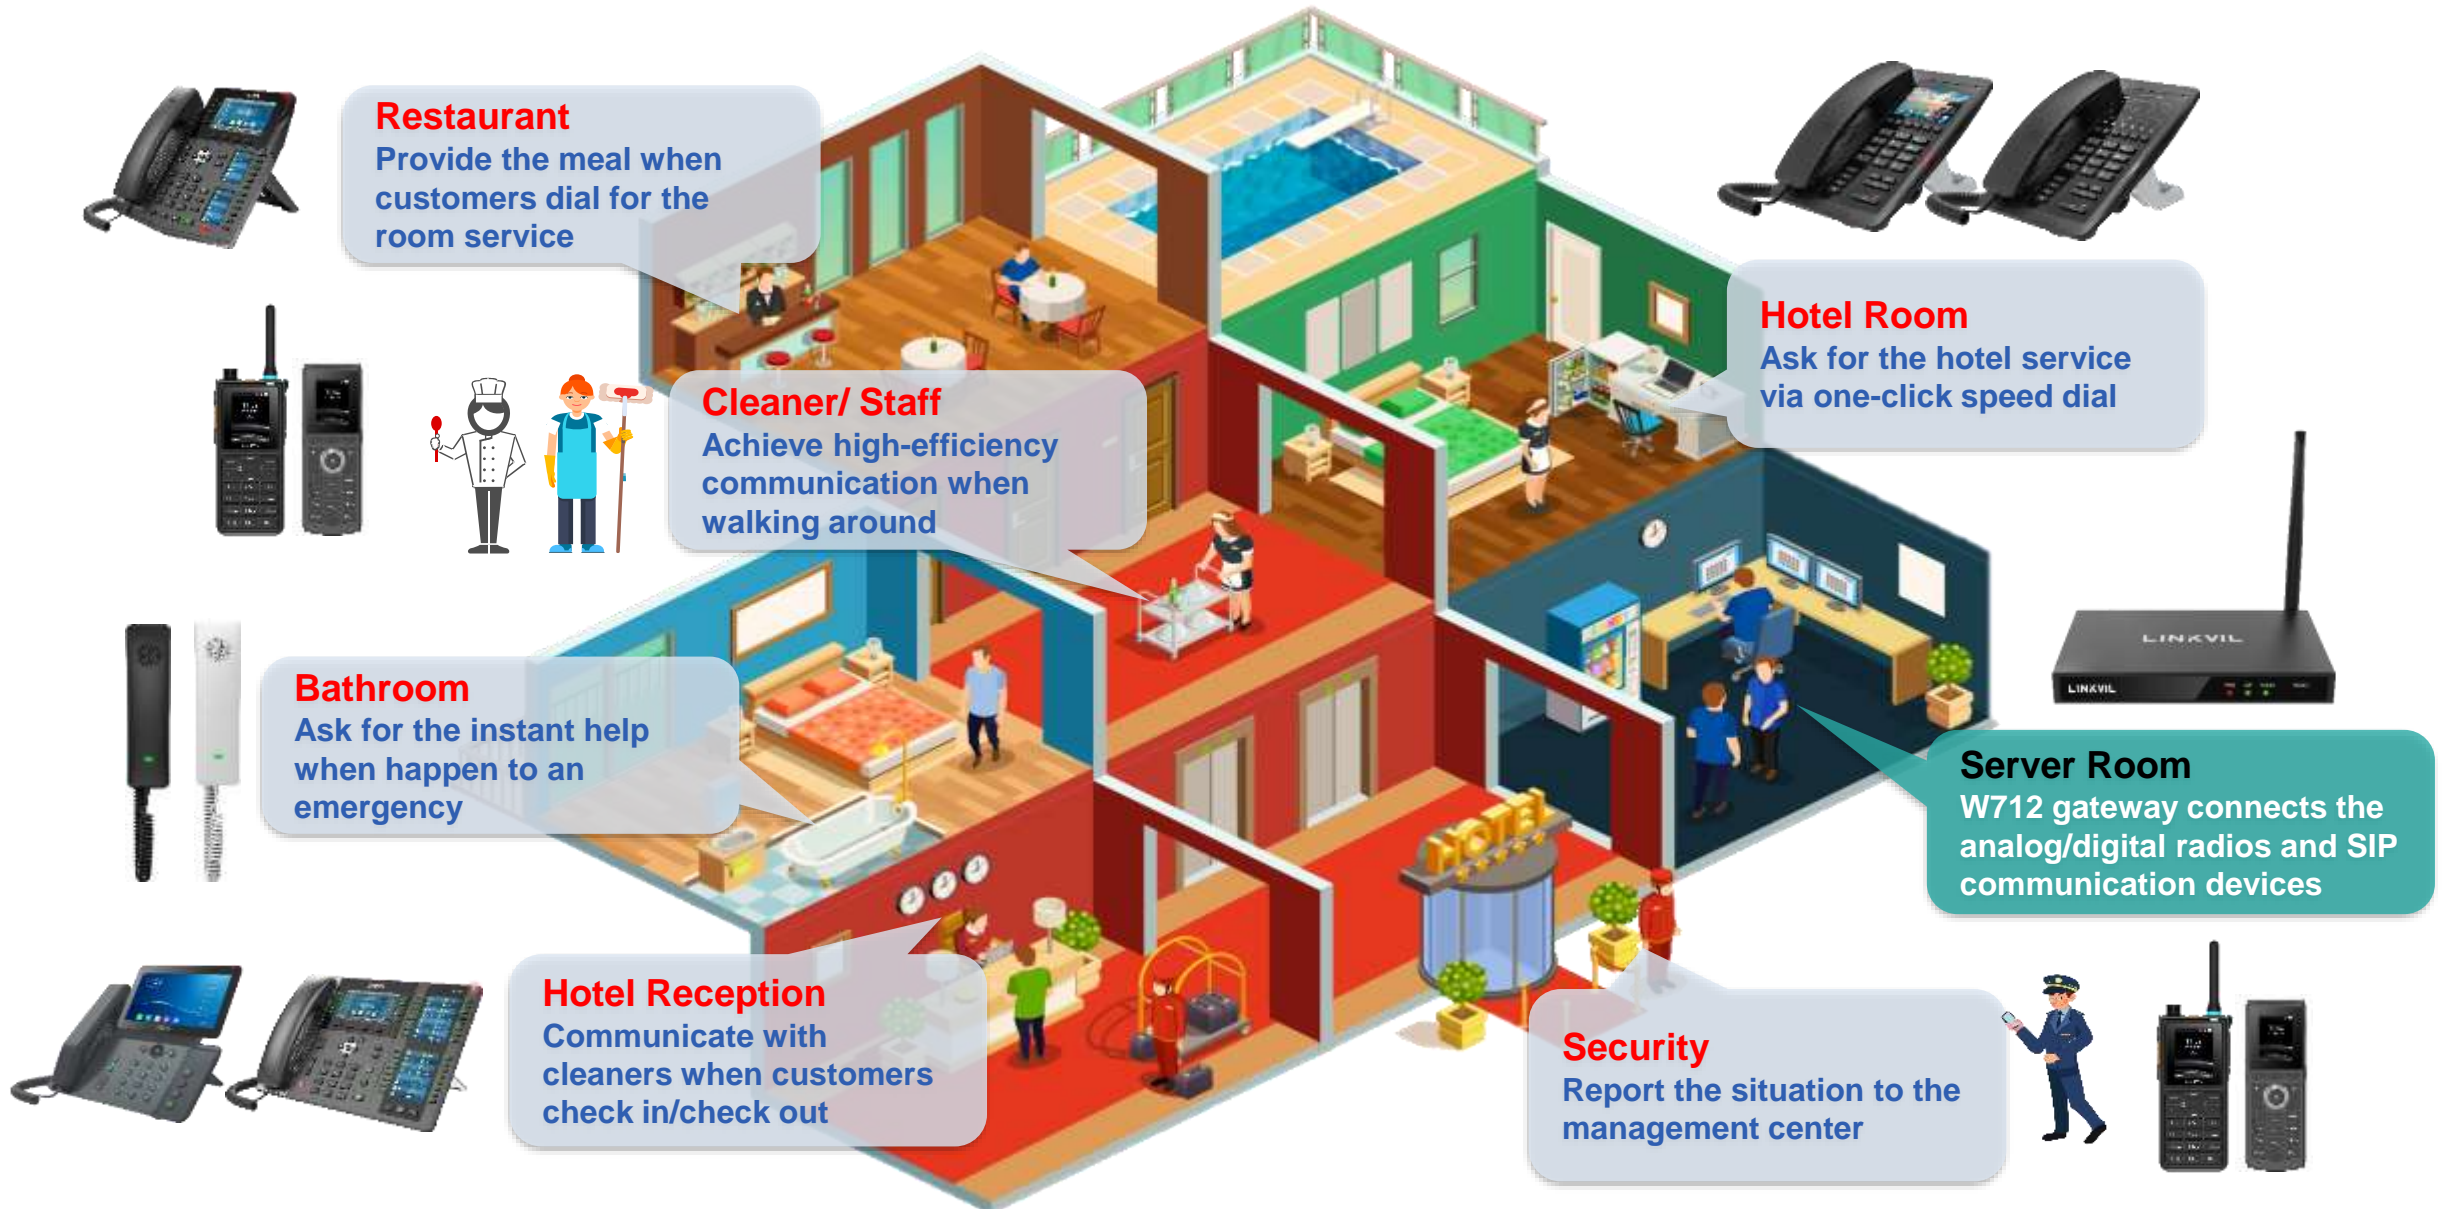 Restaurant
Provide the meal when
customers dial for the
room service
Hotel Room
Ask for the hotel service
via one-click speed dial
Cleaner/ Staff
Achieve high-efficiency
communication when
walking around
LINKVIL
LINKVIL
Bathroom
Ask for the instant help
when happen to an
emergency
Server Room
W712 gateway connects the
analog/digital radios and SIP
communication devices
HOTEL
Hotel Reception
Communicate with
cleaners when customers
check in/check out
Security
Report the situation to the
management center